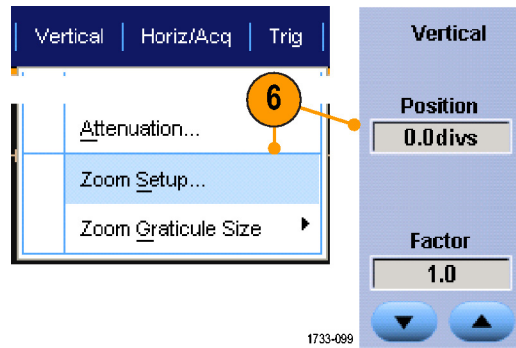 Vertical | Horiz/Acq | Trig
6
Attenuation...
Zoom Setup...
Zoom Graticule Size
Vertical
Position
0.0divs
Factor
1.0
1733-099